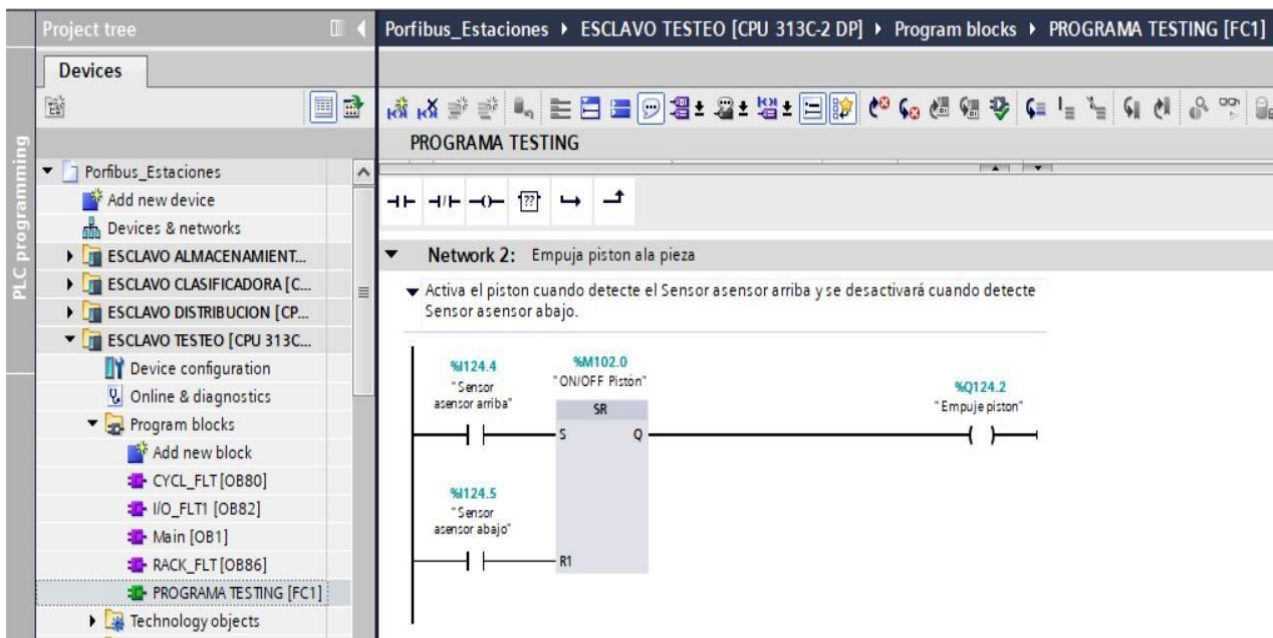 Project tree
Porfibus_Estaciones ▸ ESCLAVO TESTEO [CPU 313C-2 DP] ▸ Program blocks ▸ PROGRAMA TESTING [FC1]
Devices
PLC programming
PROGRAMA TESTING
Porfibus_Estaciones
Add new device
Devices & networks
ESCLAVO ALMACENAMIENT...
ESCLAVO CLASIFICADORA [C...
ESCLAVO DISTRIBUCION [CP...
ESCLAVO TESTEO [CPU 313C...
Device configuration
Online & diagnostics
Program blocks
Add new block
CYCL_FLT [OB80]
I/O_FLT1 [OB82]
Main [OB1]
RACK_FLT [OB86]
PROGRAMA TESTING [FC1]
Technology objects
??
Network 2: Empuja piston ala pieza
Activa el piston cuando detecte el Sensor asensor arriba y se desactivará cuando detecte
Sensor asensor abajo.
%I124.4
"Sensor
asensor arriba"
%M102.0
"ON/OFF Pistón"
SR
S Q
%Q124.2
"Empuje piston"
%I124.5
"Sensor
asensor abajo"
R1